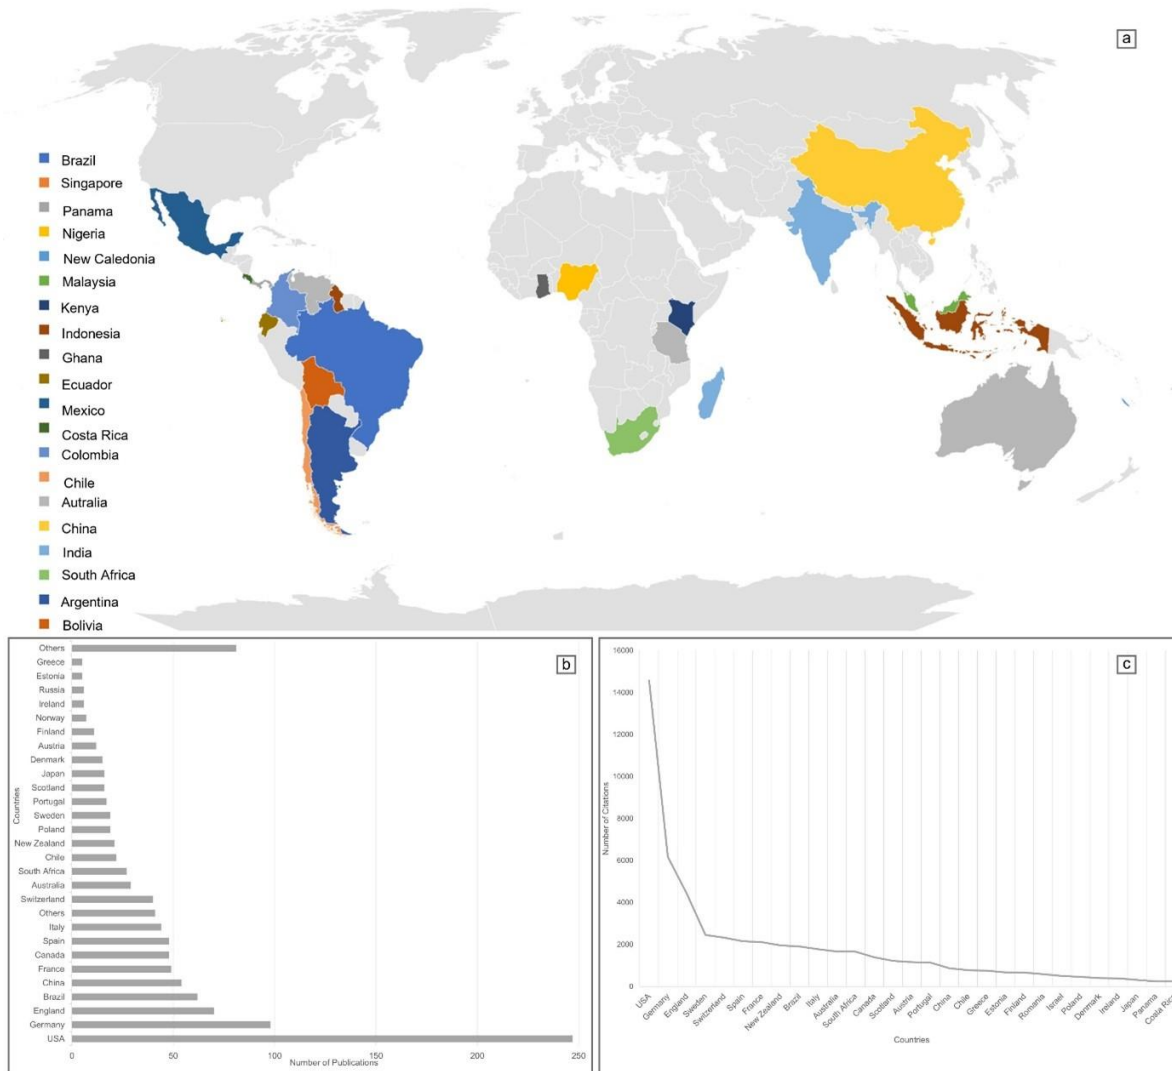 a
Brazil
Singapore
Panama
Nigeria
New Caledonia
Malaysia
Kenya
Indonesia
Ghana
Ecuador
Mexico
Costa Rica
Colombia
Chile
Autralia
China
India
South Africa
Argentina
Bolivia
b
Countries
Others
Greece
Estonia
Russia
Ireland
Norway
Finland
Austria
Denmark
Japan
Scotland
Portugal
Sweden
Poland
New Zealand
Chile
South Africa
Australia
Switzerland
Others
Italy
Spain
Canada
France
China
Brazil
England
Germany
USA
0 50 100 150 200 250
Number of Publications
c
Number of Citations
16000
14000
12000
10000
8000
6000
4000
2000
0
USA
Germany
England
Sweden
Switzerland
Spain
France
New Zealand
Brazil
Italy
Australia
South Africa
Canada
Scotland
Austria
Portugal
China
Chile
Greece
Estonia
Finland
Romania
Israel
Poland
Denmark
Ireland
Japan
Panama
Costa Rica
Countries